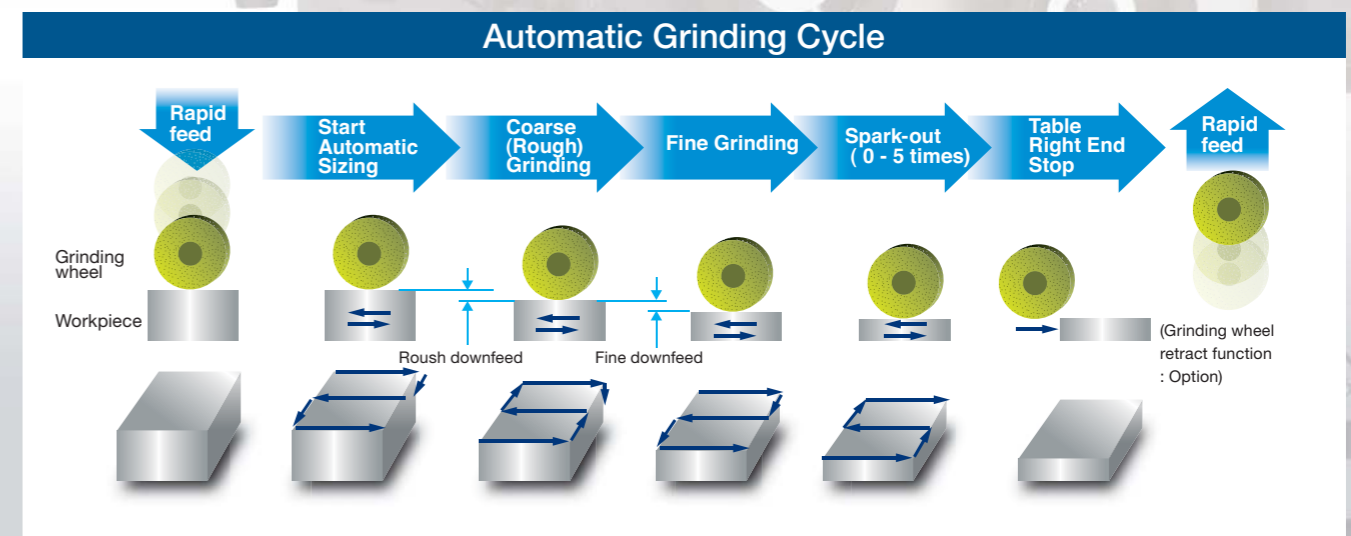 Automatic Grinding Cycle
Rapid
feed
Start
Automatic
Sizing
Coarse
(Rough)
Grinding
Fine Grinding
Spark-out
( 0 - 5 times)
Table
Right End
Stop
Rapid
feed
Grinding
wheel
Workpiece
Roush downfeed
Fine downfeed
(Grinding wheel
retract function
: Option)